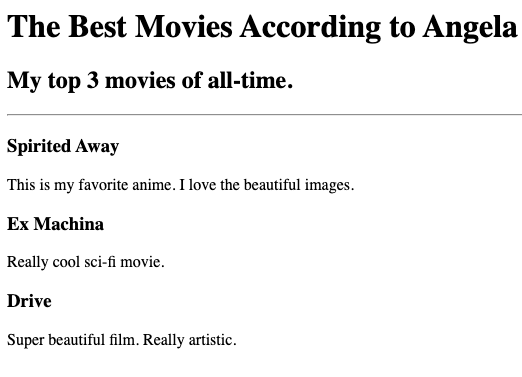 The Best Movies According to Angela
My top 3 movies of all-time.
Spirited Away
This is my favorite anime. I love the beautiful images.
Ex Machina
Really cool sci-fi movie.
Drive
Super beautiful film. Really artistic.